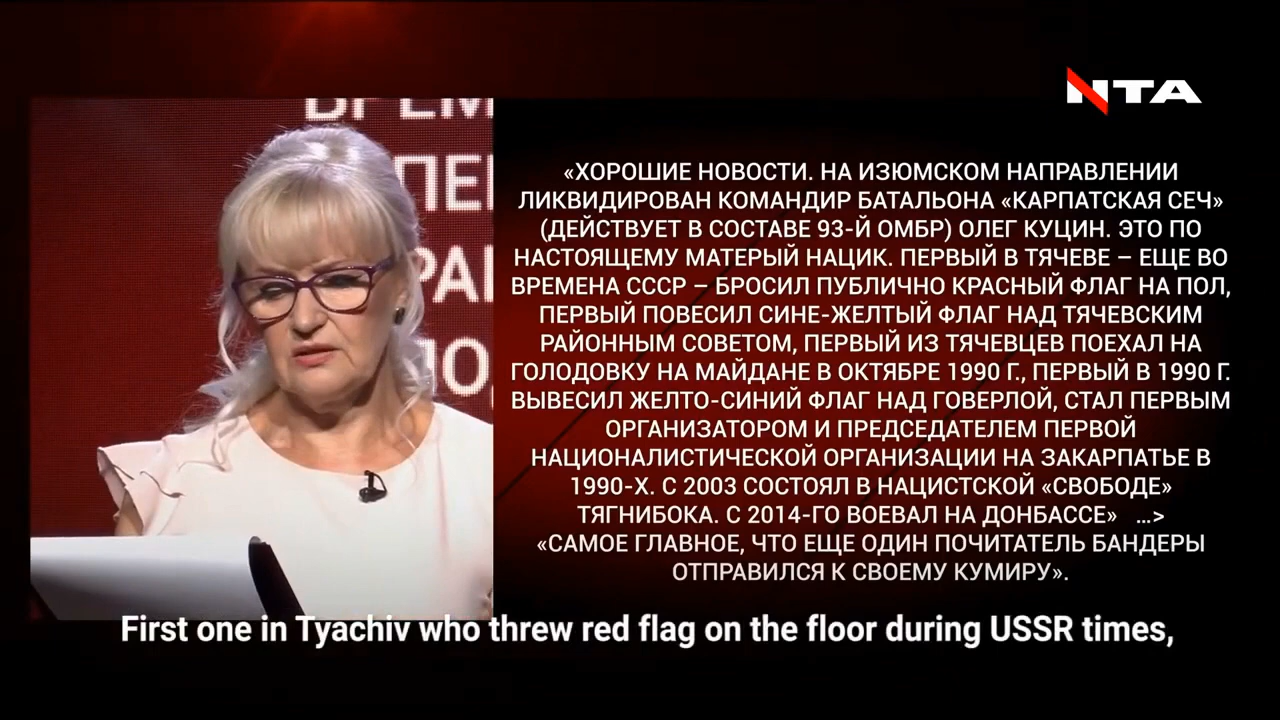 NTA
ВРЕМ
ПЕ
РАІ
ЛО
«ХОРОШИЕ НОВОСТИ. НА ИЗЮМСКОМ НАПРАВЛЕНИИ
ЛИКВИДИРОВАН КОМАНДИР БАТАЛЬОНА «КАРПАТСКАЯ СЕЧ»
(ДЕЙСТВУЕТ В СОСТАВЕ 93-Й ОМБР) ОЛЕГ КУЦИН. ЭТО ПО
НАСТОЯЩЕМУ МАТЕРЫЙ НАЦИК. ПЕРВЫЙ В ТЯЧЕВЕ – ЕЩЕ ВО
ВРЕМЕНА СССР – БРОСИЛ ПУБЛИЧНО КРАСНЫЙ ФЛАГ НА ПОЛ,
ПЕРВЫЙ ПОВЕСИЛ СИНЕ-ЖЕЛТЫЙ ФЛАГ НАД ТЯЧЕВСКИМ
РАЙОННЫМ СОВЕТОМ, ПЕРВЫЙ ИЗ ТЯЧЕВЦЕВ ПОЕХАЛ НА
ГОЛОДОВКУ НА МАЙДАНЕ В ОКТЯБРЕ 1990 Г., ПЕРВЫЙ В 1990 Г.
ВЫВЕСИЛ ЖЕЛТО-СИНИЙ ФЛАГ НАД ГОВЕРЛОЙ, СТАЛ ПЕРВЫМ
ОРГАНИЗАТОРОМ И ПРЕДСЕДАТЕЛЕМ ПЕРВОЙ
НАЦИОНАЛИСТИЧЕСКОЙ ОРГАНИЗАЦИИ НА ЗАКАРПАТЬЕ В
1990-Х. С 2003 СОСТОЯЛ В НАЦИСТСКОЙ «СВОБОДЕ»
ТЯГНИБОКА. С 2014-ГО ВОЕВАЛ НА ДОНБАССЕ» ...>
«САМОЕ ГЛАВНОЕ, ЧТО ЕЩЕ ОДИН ПОЧИТАТЕЛЬ БАНДЕРЫ
ОТПРАВИЛСЯ К СВОЕМУ КУМИРУ».
First one in Tyachiv who threw red flag on the floor during USSR times,